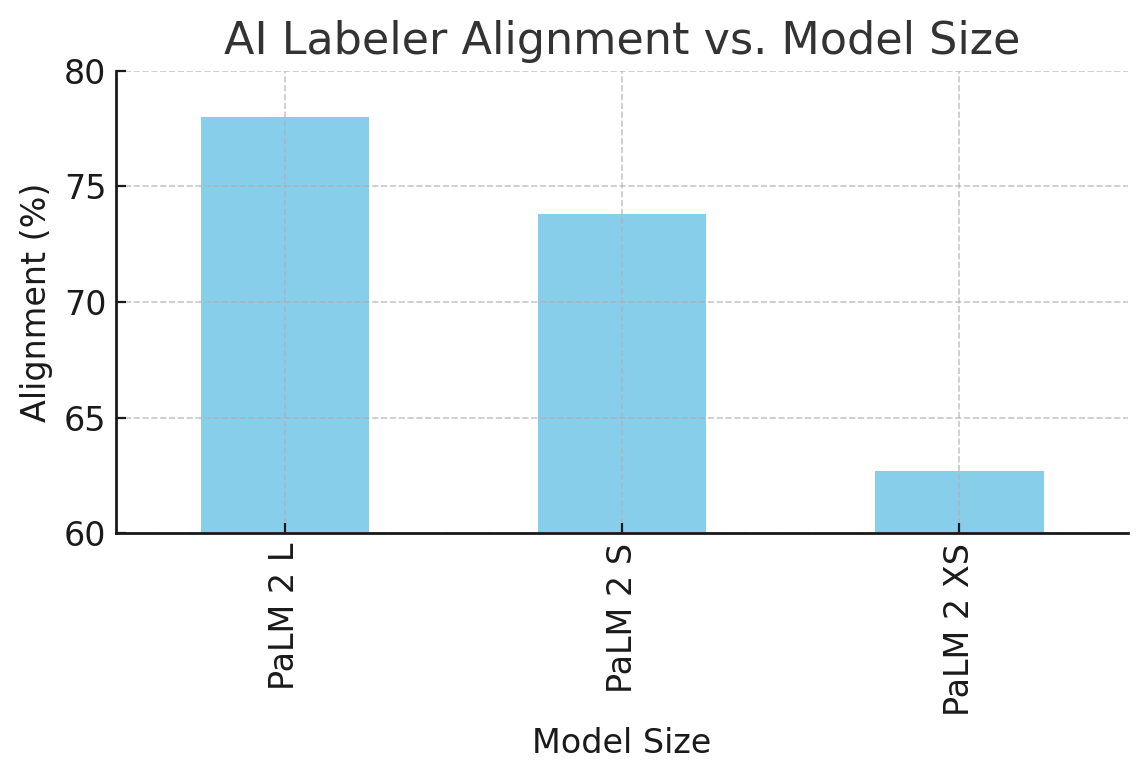 AI Labeler Alignment vs. Model Size
Alignment (%)
80
75
70
65
60
PaLM 2 L
PaLM 2 S
PaLM 2 XS
Model Size